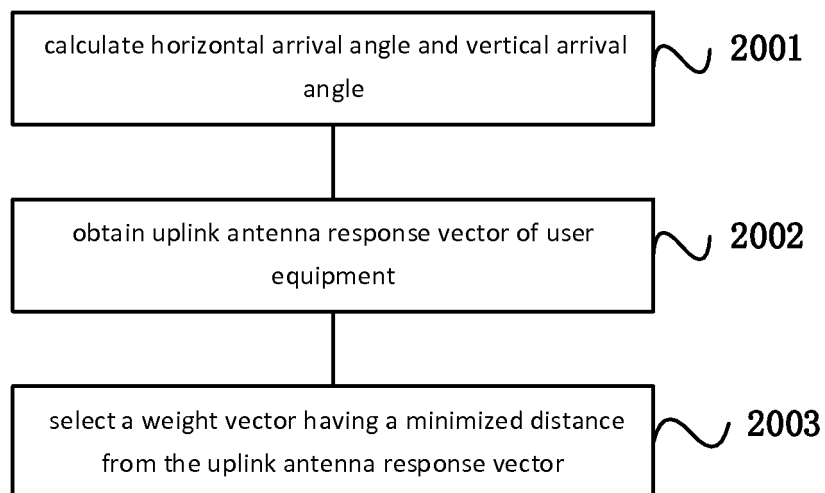 calculate horizontal arrival angle and vertical arrival
angle
2001
obtain uplink antenna response vector of user
equipment
2002
select a weight vector having a minimized distance
from the uplink antenna response vector
2003